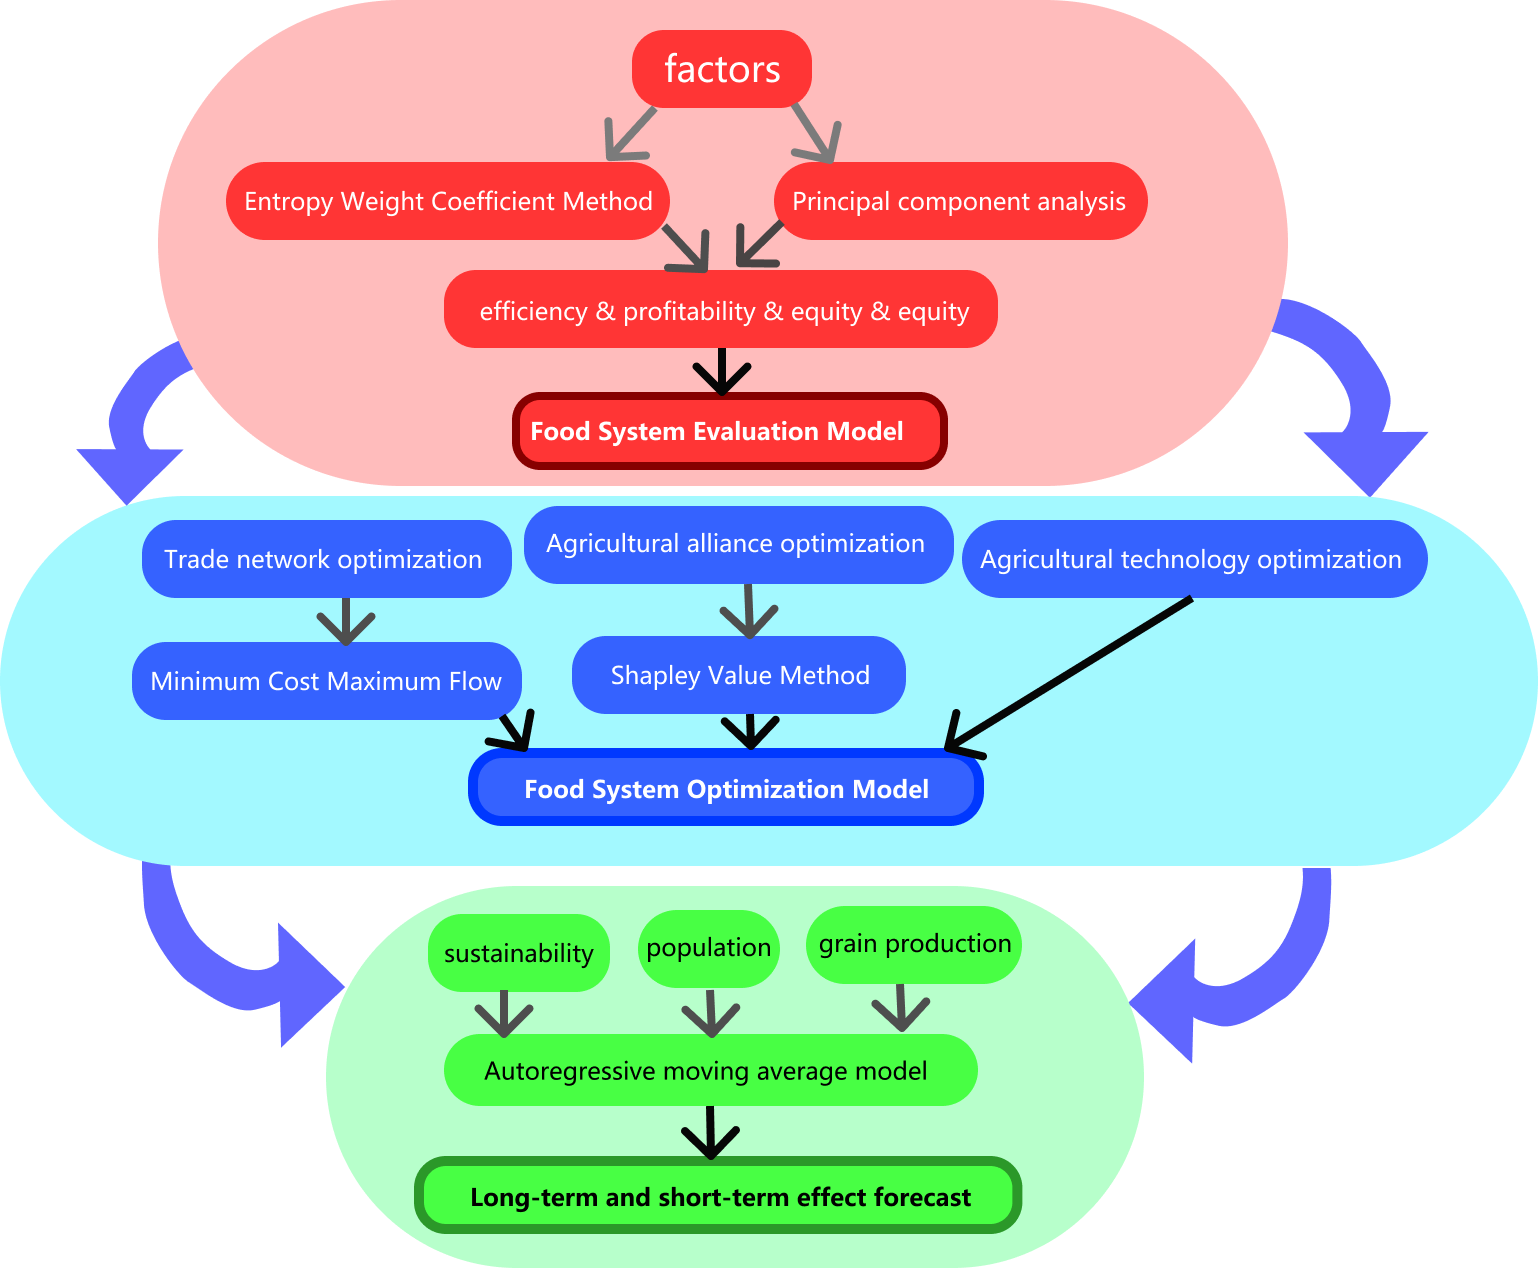 factors
Entropy Weight Coefficient Method
Principal component analysis
efficiency & profitability & equity & equity
Food System Evaluation Model
Trade network optimization
Agricultural alliance optimization
Agricultural technology optimization
Minimum Cost Maximum Flow
Shapley Value Method
Food System Optimization Model
sustainability
population
grain production
Autoregressive moving average model
Long-term and short-term effect forecast